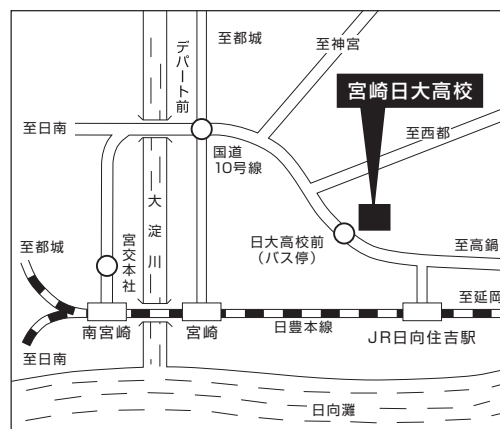 至都城
至神宮
デパート前
宮崎日大高校
至日南
至西都
国道
10号線
大淀川
日大高校前
(バス停)
至高鍋
至都城
宮交本社
至延岡
南宮崎
宮崎
日豊本線
JR日向住吉駅
至日南
日向灘